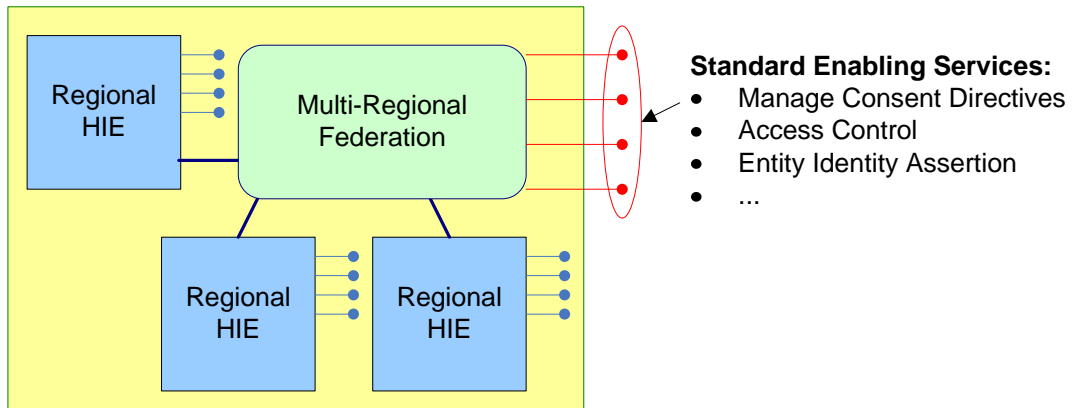 Regional
HIE
Multi-Regional
Federation
Standard Enabling Services:
• Manage Consent Directives
• Access Control
• Entity Identity Assertion
• ...
Regional
HIE
Regional
HIE